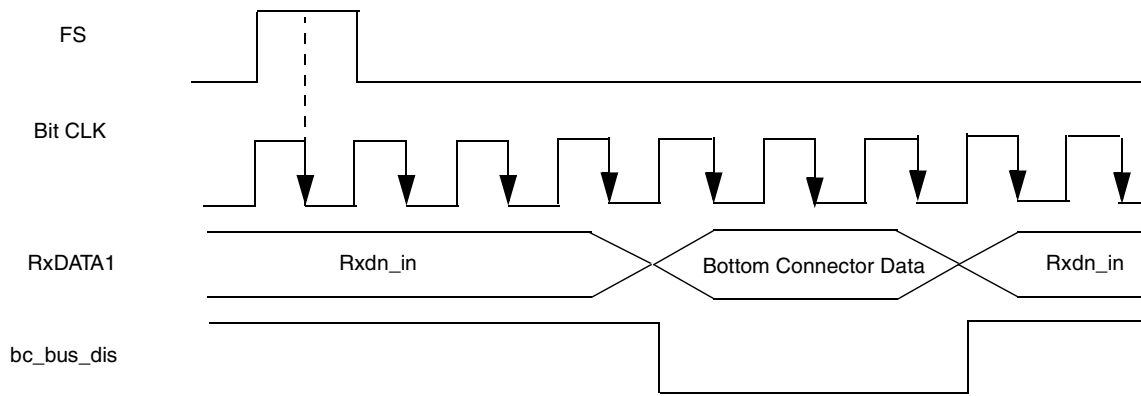 FS
Bit CLK
RxDATA1
Rxdn_in
Bottom Connector Data
Rxdn_in
bc_bus_dis